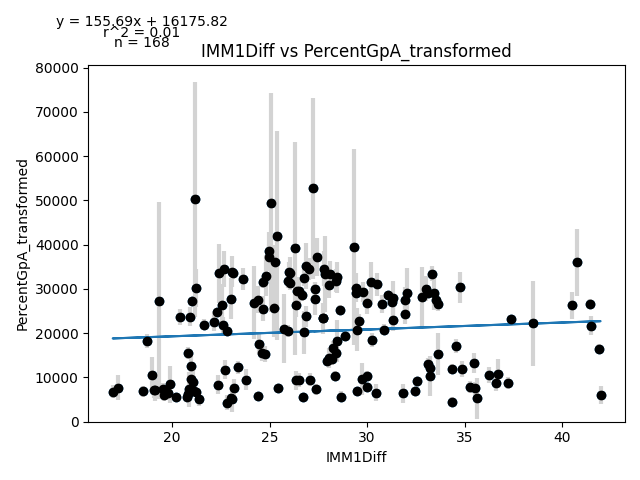 y = 155.69x + 16175.82
r^2 = 0.01
n = 168
IMM1Diff vs PercentGpA_transformed
80000
70000
60000
50000
40000
30000
20000
10000
0
PercentGpA_transformed
20 25 30 35 40
IMM1Diff